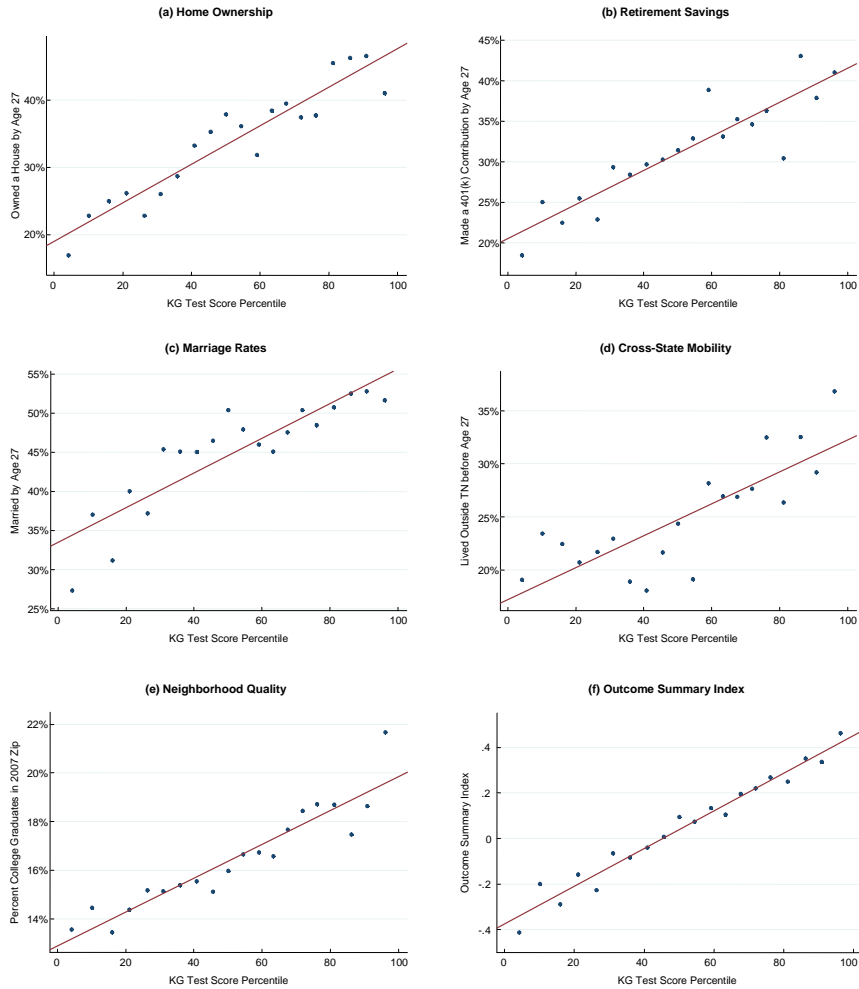 (a) Home Ownership
Owned a House by Age 27
40%
30%
20%
0 20 40 60 80 100
KG Test Score Percentile
(b) Retirement Savings
Made a 401(k) Contribution by Age 27
45%
40%
35%
30%
25%
20%
0 20 40 60 80 100
KG Test Score Percentile
(c) Marriage Rates
Married by Age 27
55%
50%
45%
40%
35%
30%
25%
0 20 40 60 80 100
KG Test Score Percentile
(d) Cross-State Mobility
Lived Outside TN before Age 27
35%
30%
25%
20%
0 20 40 60 80 100
KG Test Score Percentile
(e) Neighborhood Quality
Percent College Graduates in 2007 Zip
22%
20%
18%
16%
14%
0 20 40 60 80 100
KG Test Score Percentile
(f) Outcome Summary Index
Outcome Summary Index
.4
.2
0
-.2
-.4
0 20 40 60 80 100
KG Test Score Percentile